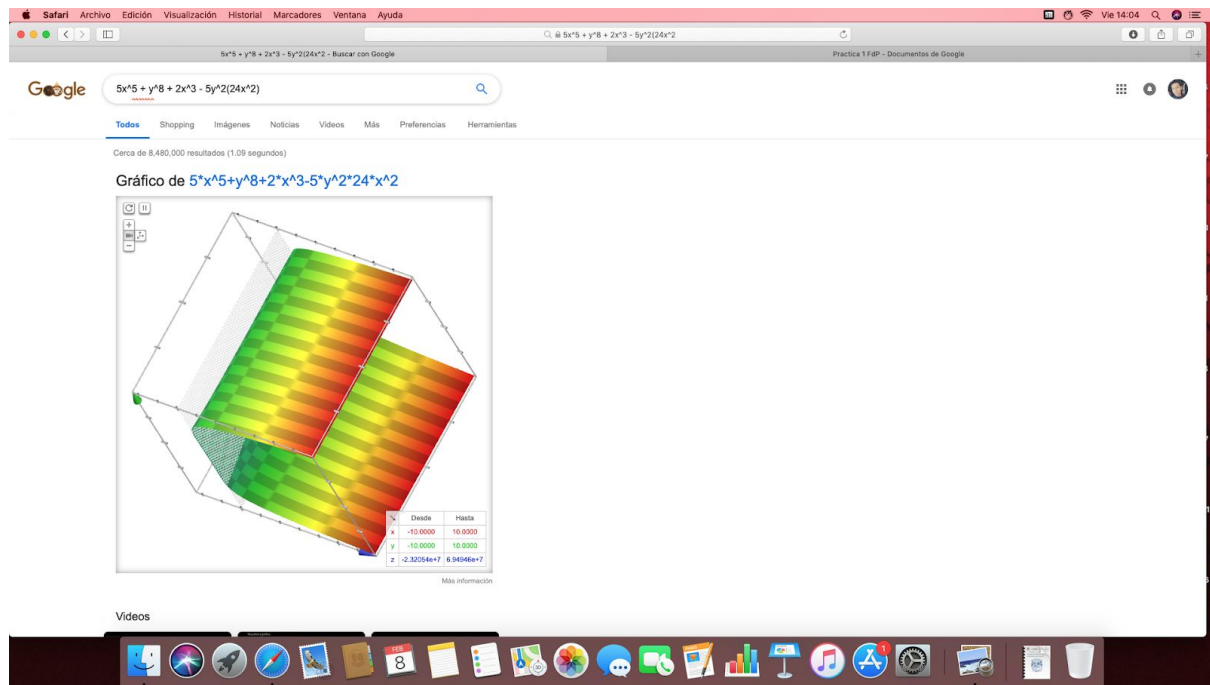 Safari Archivo Edición Visualización Historial Marcadores Ventana Ayuda
Vie 14:04
5x^5 + y^8 + 2x^3 - 5y^2(24x^2
5x^5 + y^8 + 2x^3 - 5y^2(24x^2 - Buscar con Google
Practica 1 FdP - Documentos de Google
Google
5x^5 + y^8 + 2x^3 - 5y^2(24x^2)
Todos Shopping Imágenes Noticias Videos Más Preferencias Herramientas
Cerca de 8,480,000 resultados (1.09 segundos)
Gráfico de 5*x^5+y^8+2*x^3-5*y^2*24*x^2
Desde Hasta
x -10.0000 10.0000
y -10.0000 10.0000
z -2.32054e+7 6.94946e+7
Más información
Videos
FEB
8
1